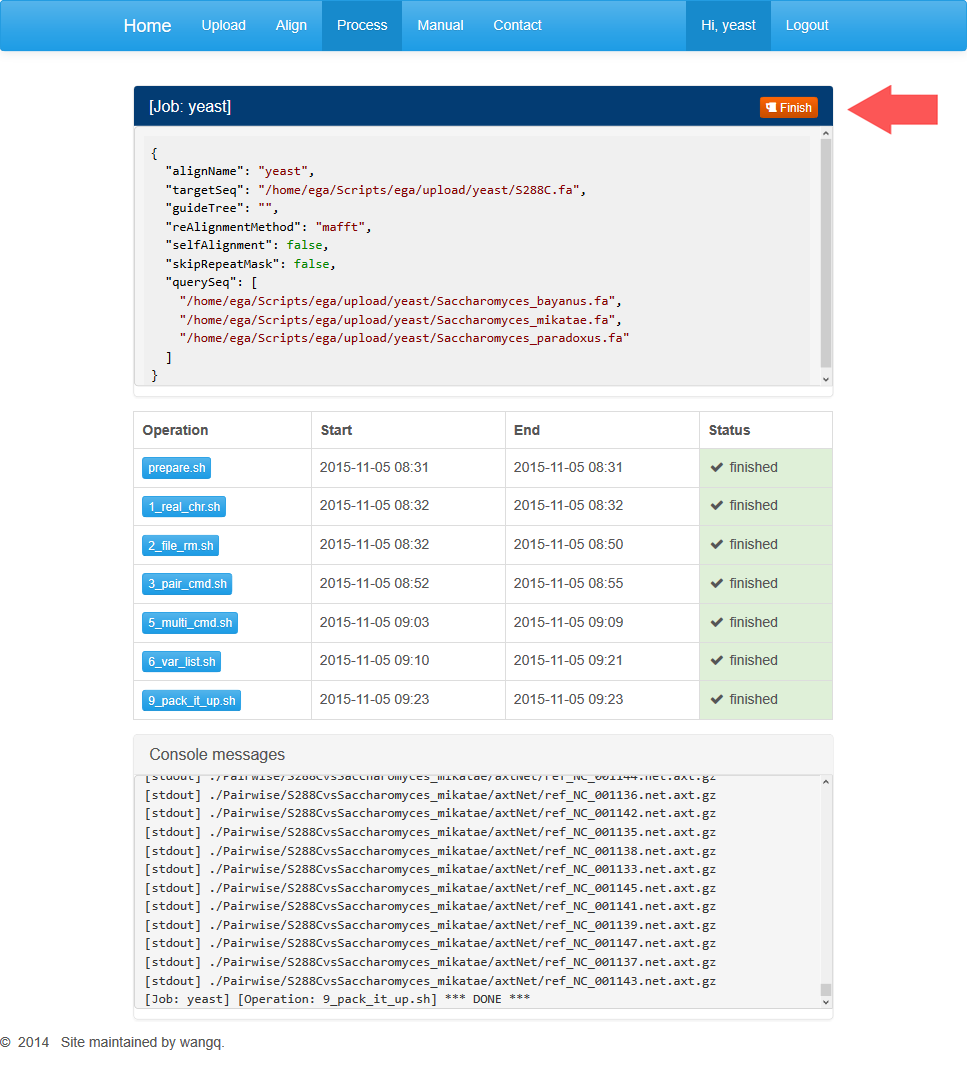 Home Upload Align Process Manual Contact Hi, yeast Logout
[Job: yeast] Finish
{
"alignName": "yeast",
"targetSeq": "/home/ega/Scripts/ega/upload/yeast/S288C.fa",
"guideTree": "",
"reAlignmentMethod": "mafft",
"selfAlignment": false,
"skipRepeatMask": false,
"querySeq": [
"/home/ega/Scripts/ega/upload/yeast/Saccharomyces_bayanus.fa",
"/home/ega/Scripts/ega/upload/yeast/Saccharomyces_mikatae.fa",
"/home/ega/Scripts/ega/upload/yeast/Saccharomyces_paradoxus.fa"
]
}
Operation Start End Status
prepare.sh 2015-11-05 08:31 2015-11-05 08:31 finished
1_real_chr.sh 2015-11-05 08:32 2015-11-05 08:32 finished
2_file_rm.sh 2015-11-05 08:32 2015-11-05 08:50 finished
3_pair_cmd.sh 2015-11-05 08:52 2015-11-05 08:55 finished
5_multi_cmd.sh 2015-11-05 09:03 2015-11-05 09:09 finished
6_var_list.sh 2015-11-05 09:10 2015-11-05 09:21 finished
9_pack_it_up.sh 2015-11-05 09:23 2015-11-05 09:23 finished
Console messages
[stdout] ./Pairwise/S288CvsSaccharomyces_mikatae/axtNet/ref_NC_001144.net.axt.gz
[stdout] ./Pairwise/S288CvsSaccharomyces_mikatae/axtNet/ref_NC_001136.net.axt.gz
[stdout] ./Pairwise/S288CvsSaccharomyces_mikatae/axtNet/ref_NC_001142.net.axt.gz
[stdout] ./Pairwise/S288CvsSaccharomyces_mikatae/axtNet/ref_NC_001135.net.axt.gz
[stdout] ./Pairwise/S288CvsSaccharomyces_mikatae/axtNet/ref_NC_001138.net.axt.gz
[stdout] ./Pairwise/S288CvsSaccharomyces_mikatae/axtNet/ref_NC_001133.net.axt.gz
[stdout] ./Pairwise/S288CvsSaccharomyces_mikatae/axtNet/ref_NC_001145.net.axt.gz
[stdout] ./Pairwise/S288CvsSaccharomyces_mikatae/axtNet/ref_NC_001141.net.axt.gz
[stdout] ./Pairwise/S288CvsSaccharomyces_mikatae/axtNet/ref_NC_001139.net.axt.gz
[stdout] ./Pairwise/S288CvsSaccharomyces_mikatae/axtNet/ref_NC_001147.net.axt.gz
[stdout] ./Pairwise/S288CvsSaccharomyces_mikatae/axtNet/ref_NC_001137.net.axt.gz
[stdout] ./Pairwise/S288CvsSaccharomyces_mikatae/axtNet/ref_NC_001143.net.axt.gz
[Job: yeast] [Operation: 9_pack_it_up.sh] *** DONE ***
© 2014 Site maintained by wangq.